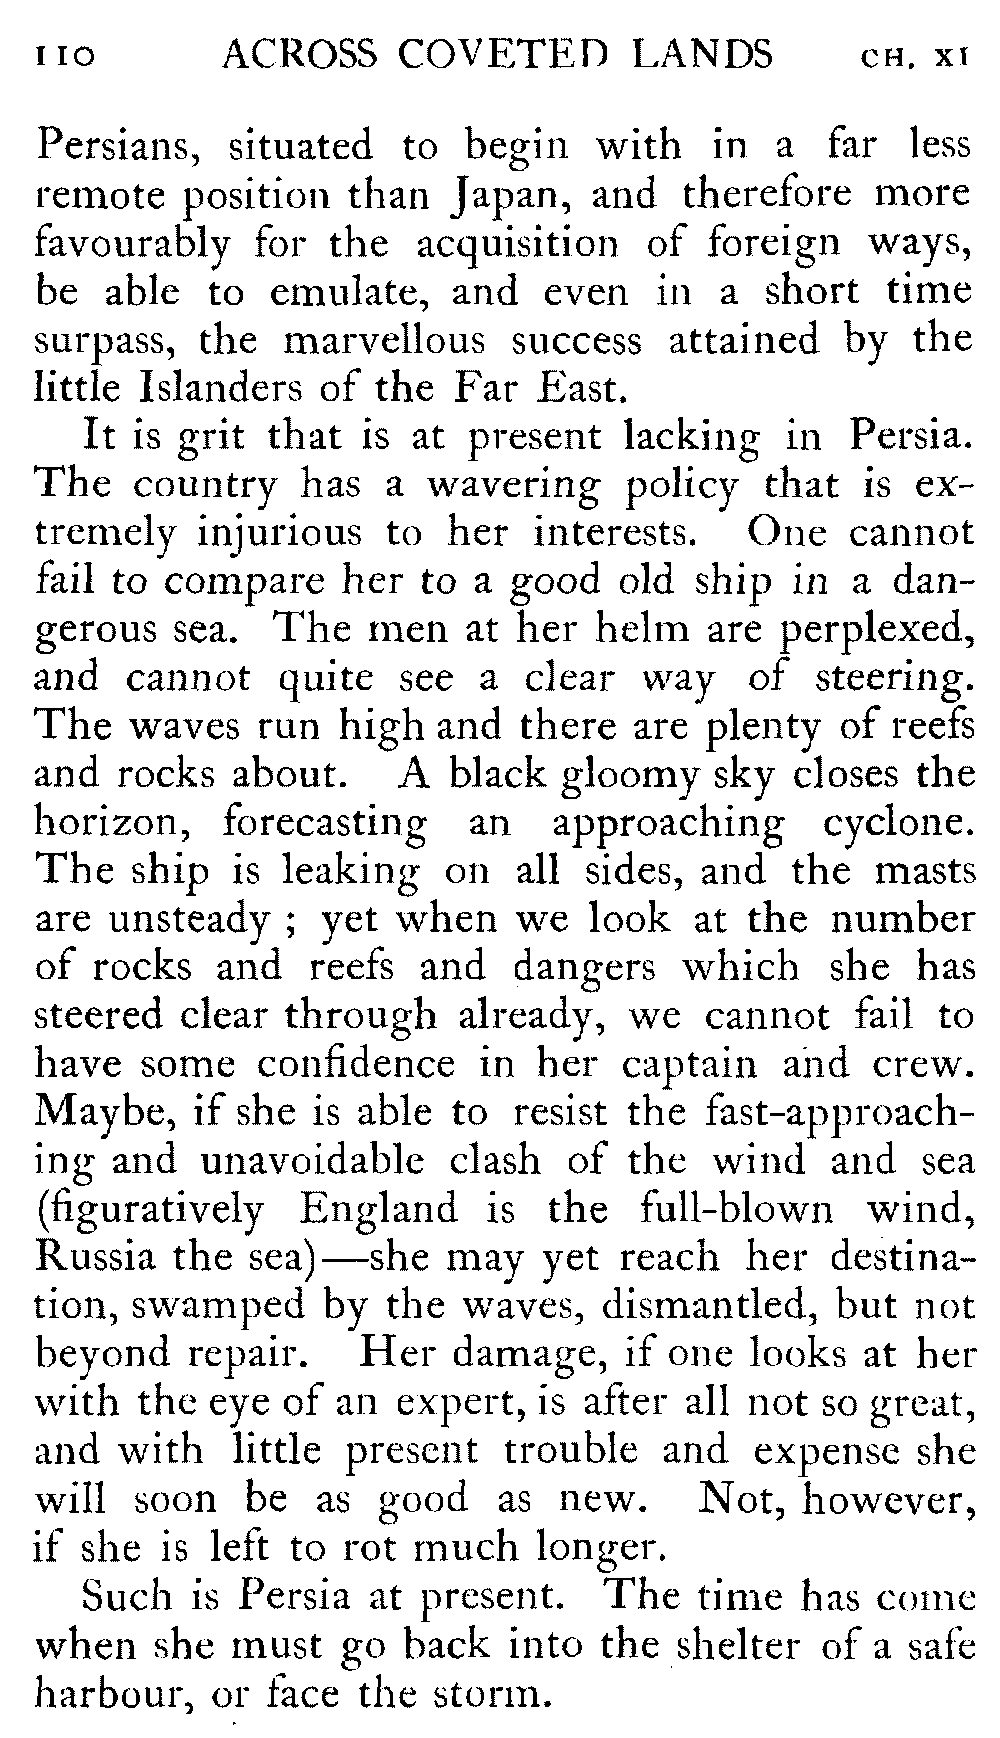 110 ACROSS COVETED LANDS CH. XI
Persians, situated to begin with in a far less
remote position than Japan, and therefore more
favourably for the acquisition of foreign ways,
be able to emulate, and even in a short time
surpass, the marvellous success attained by the
little Islanders of the Far East.
It is grit that is at present lacking in Persia.
The country has a wavering policy that is ex-
tremely injurious to her interests. One cannot
fail to compare her to a good old ship in a dan-
gerous sea. The men at her helm are perplexed,
and cannot quite see a clear way of steering.
The waves run high and there are plenty of reefs
and rocks about. A black gloomy sky closes the
horizon, forecasting an approaching cyclone.
The ship is leaking on all sides, and the masts
are unsteady ; yet when we look at the number
of rocks and reefs and dangers which she has
steered clear through already, we cannot fail to
have some confidence in her captain and crew.
Maybe, if she is able to resist the fast-approach-
ing and unavoidable clash of the wind and sea
(figuratively England is the full-blown wind,
Russia the sea)—she may yet reach her destina-
tion, swamped by the waves, dismantled, but not
beyond repair. Her damage, if one looks at her
with the eye of an expert, is after all not so great,
and with little present trouble and expense she
will soon be as good as new. Not, however,
if she is left to rot much longer.
Such is Persia at present. The time has come
when she must go back into the shelter of a safe
harbour, or face the storm.